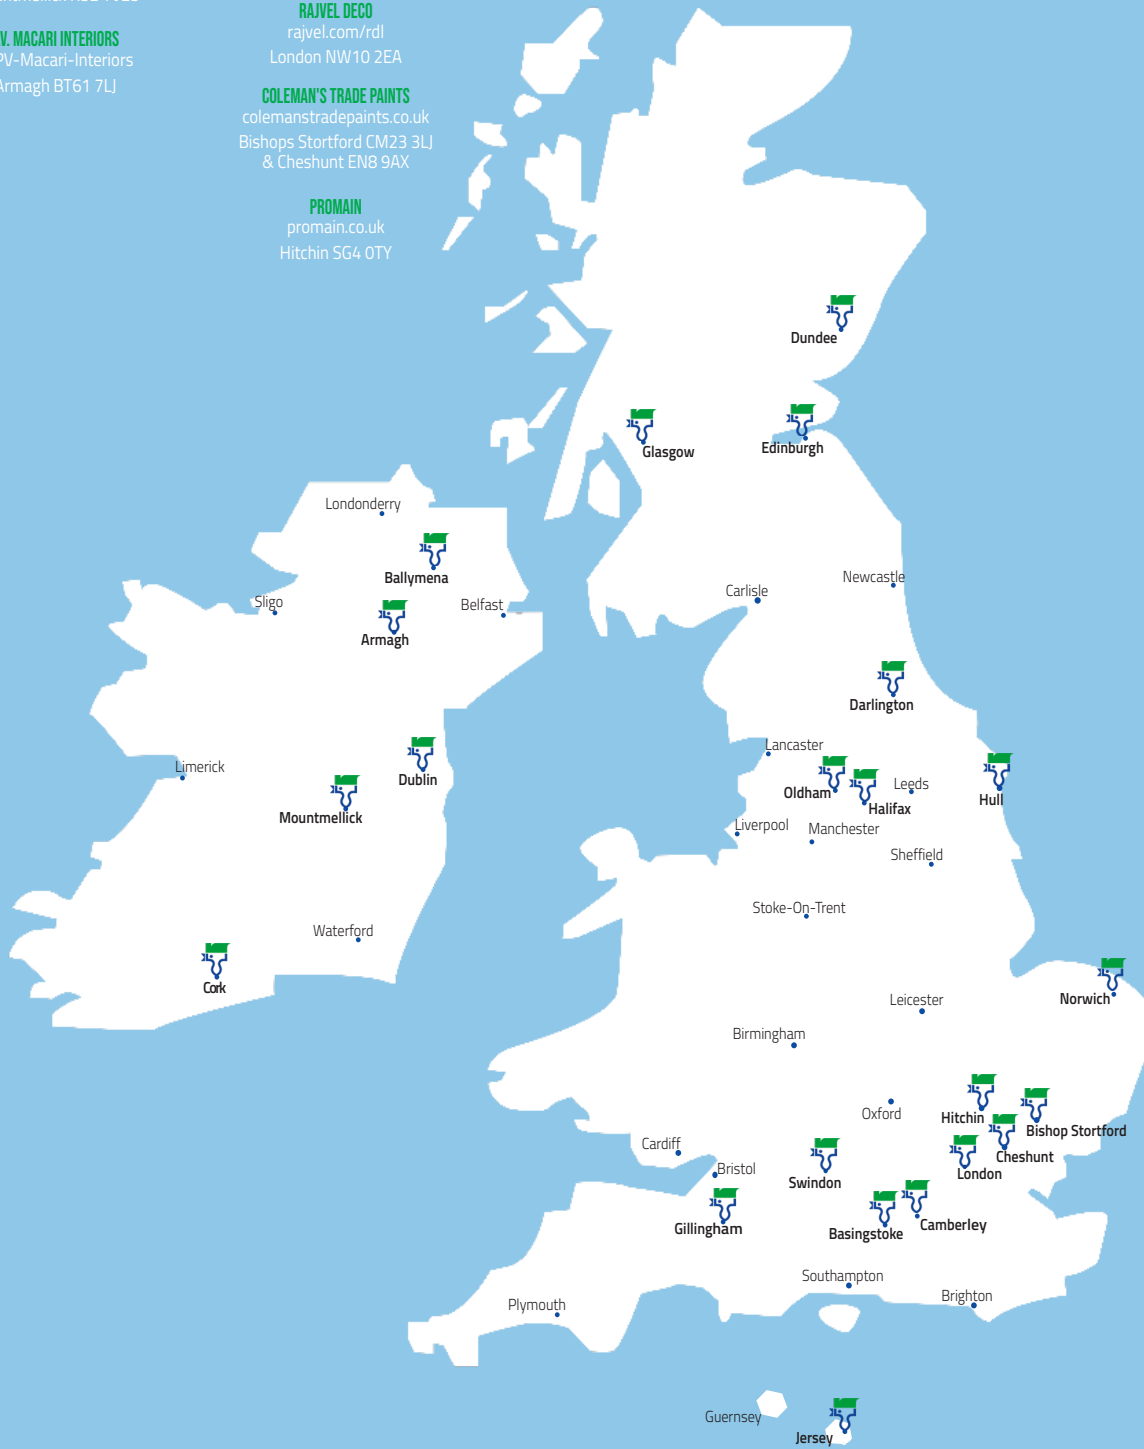 V. MACARI INTERIORS
PV-Macari-Interiors
Armagh BT61 7LJ
RAJVEL DECO
rajvel.com/rdl
London NW10 2EA
COLEMAN'S TRADE PAINTS
colemanstradepaints.co.uk
Bishops Stortford CM23 3LJ
& Cheshunt EN8 9AX
PROMAIN
promain.co.uk
Hitchin SG4 0TY
Dundee
Glasgow
Edinburgh
Londonderry
Ballymena
Newcastle
Carlisle
Sligo
Belfast
Armagh
Darlington
Lancaster
Limerick
Dublin
Oldham
Leeds
Hull
Halifax
Mountmellick
Liverpool
Manchester
Sheffield
Stoke-On-Trent
Waterford
Cork
Norwich
Leicester
Birmingham
Oxford
Hitchin
Bishop Stortford
Cardiff
Cheshunt
Bristol
London
Swindon
Gillingham
Camberley
Basingstoke
Southampton
Brighton
Plymouth
Guernsey
Jersey